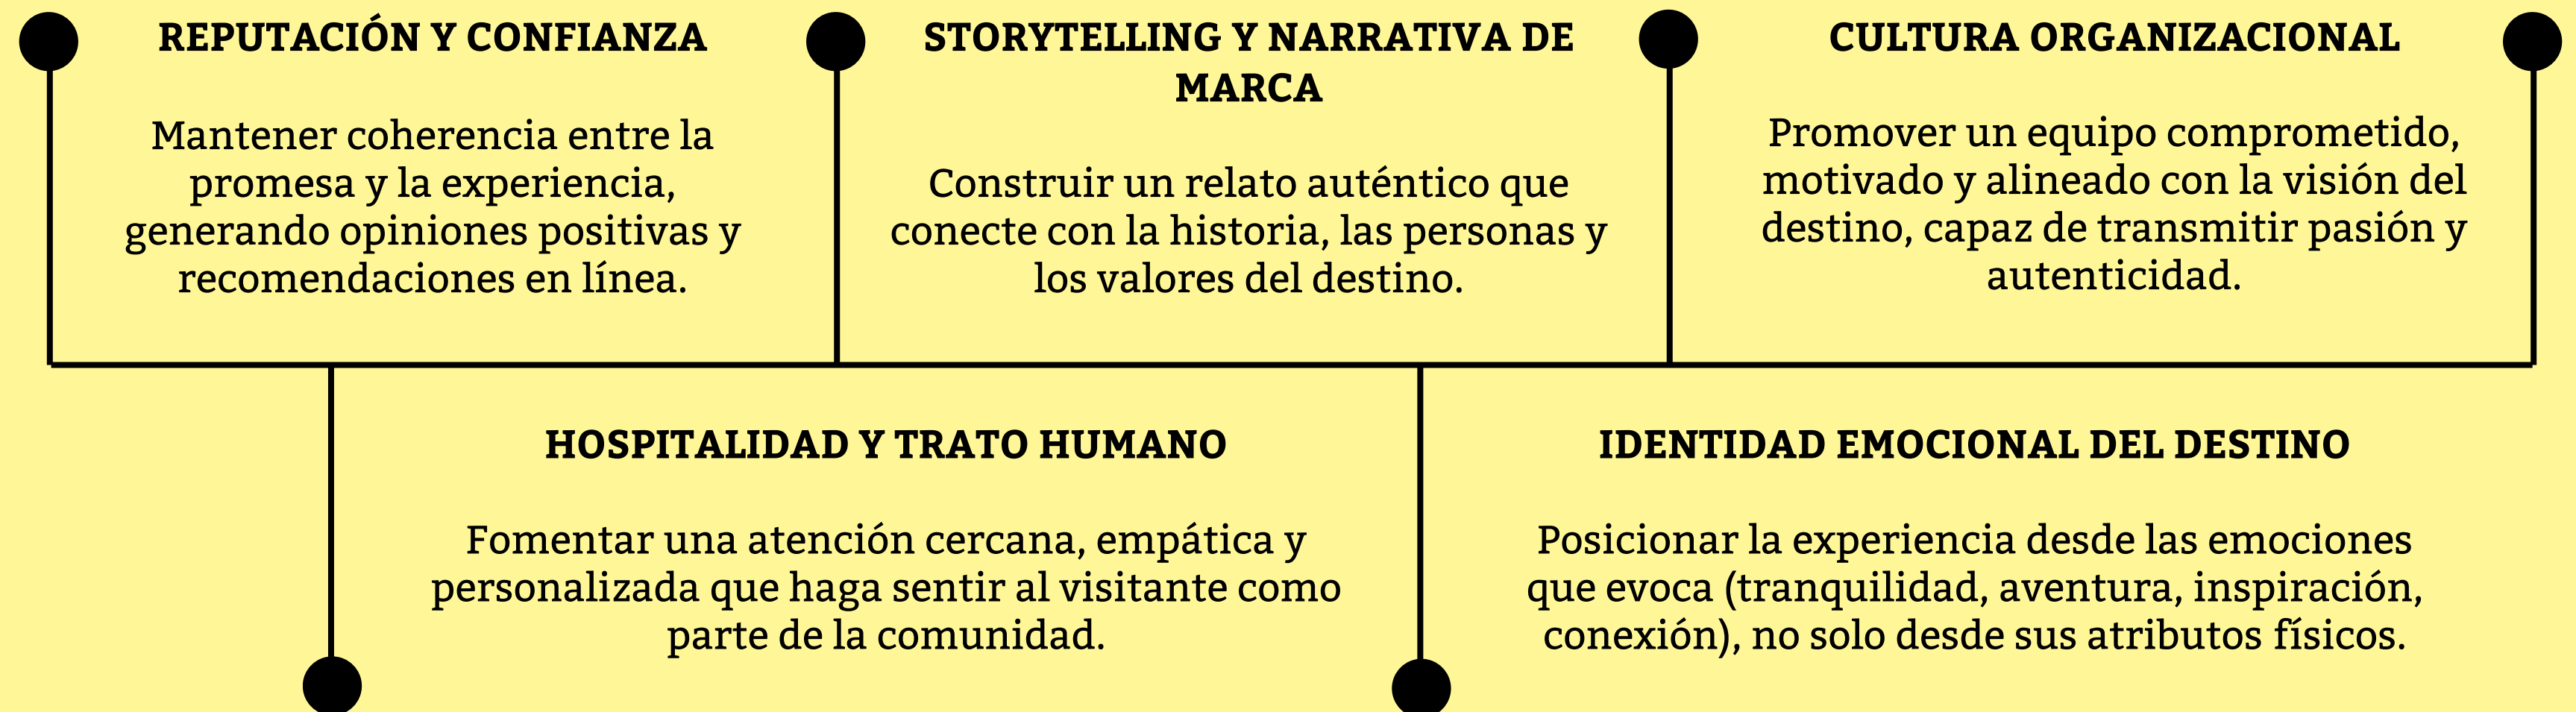 REPUTACIÓN Y CONFIANZA
Mantener coherencia entre la
promesa y la experiencia,
generando opiniones positivas y
recomendaciones en línea.
STORYTELLING Y NARRATIVA DE
MARCA
Construir un relato auténtico que
conecte con la historia, las personas y
los valores del destino.
CULTURA ORGANIZACIONAL
Promover un equipo comprometido,
motivado y alineado con la visión del
destino, capaz de transmitir pasión y
autenticidad.
HOSPITALIDAD Y TRATO HUMANO
Fomentar una atención cercana, empática y
personalizada que haga sentir al visitante como
parte de la comunidad.
IDENTIDAD EMOCIONAL DEL DESTINO
Posicionar la experiencia desde las emociones
que evoca (tranquilidad, aventura, inspiración,
conexión), no solo desde sus atributos físicos.